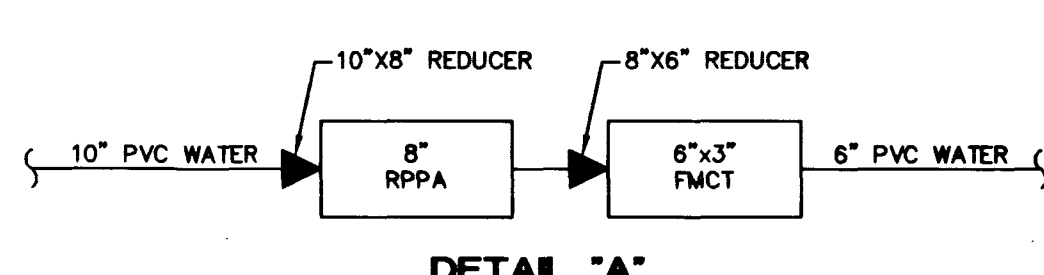 10"X8" REDUCER
8"X6" REDUCER
10" PVC WATER
8"
RPPA
6"x3"
FMCT
6" PVC WATER
DETAIL "A"